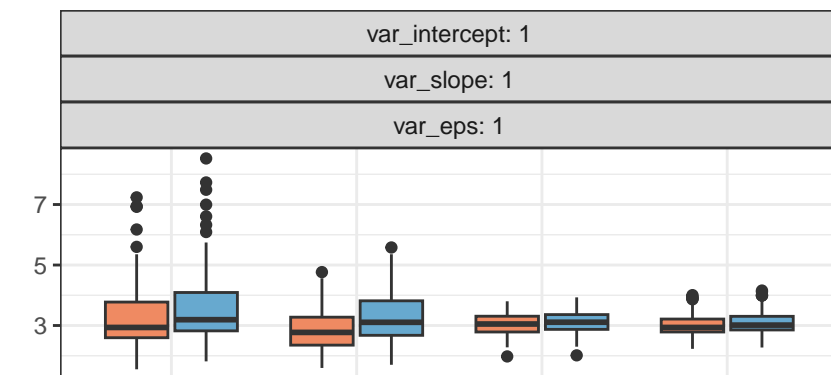 var_intercept: 1
var_slope: 1
var_eps: 1
7
5
3